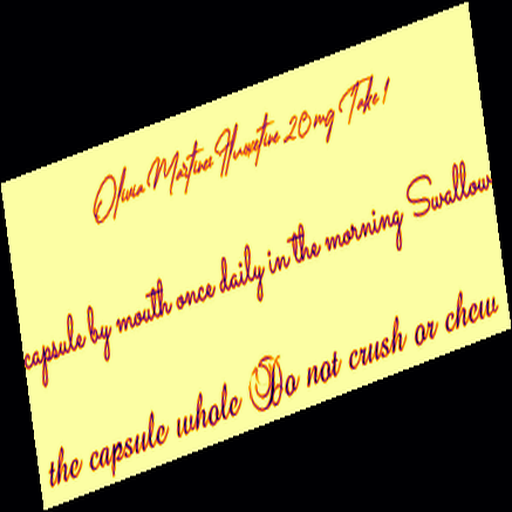 Olivia Martinez Fluoxetine 20mg Take 1
capsule by mouth once daily in the morning Swallow
the capsule whole Do not crush or chew